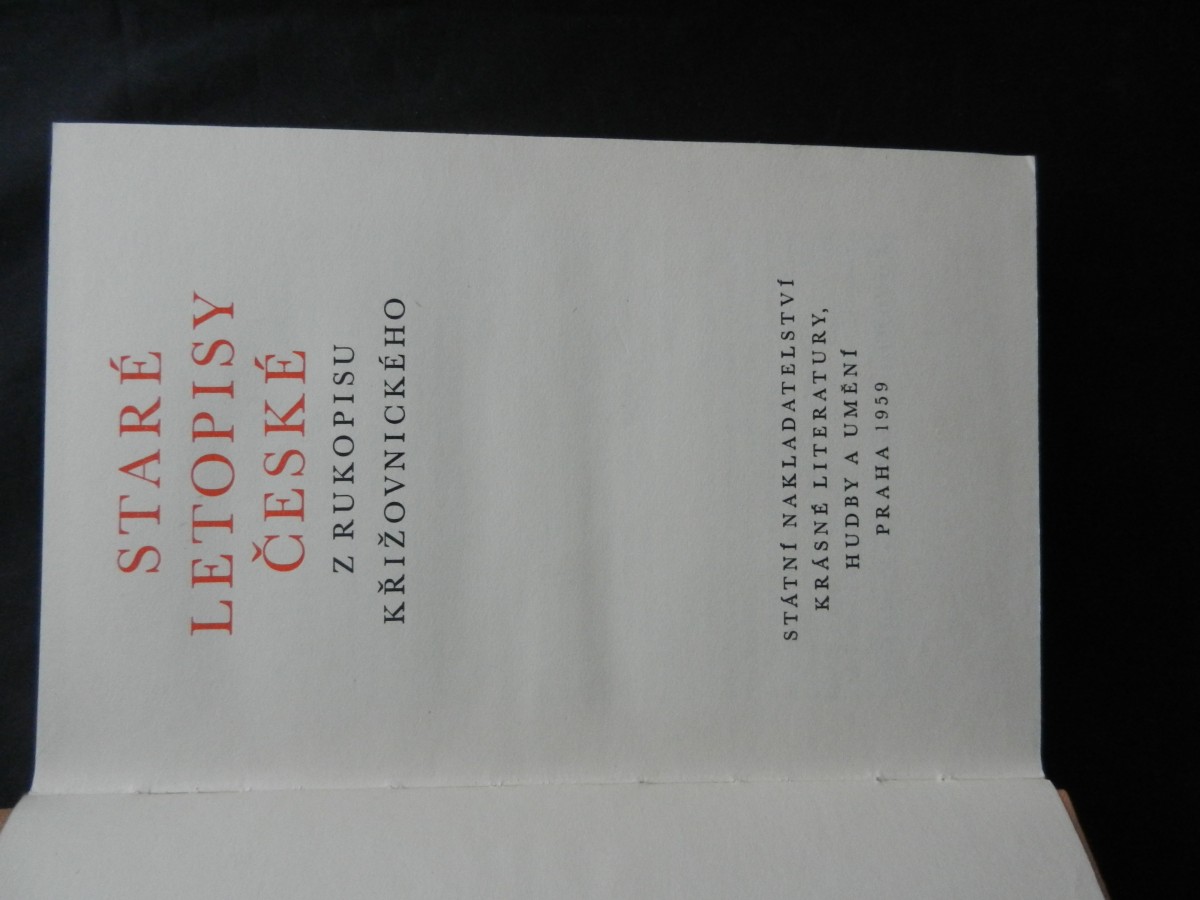 STARÉ
LETOPISY
ČESKÉ
Z RUKOPISU
KŘIŽOVNICKÉHO
STÁTNÍ NAKLADATELSTVÍ
KRÁSNÉ LITERATURY,
HUDBY A UMĚNÍ
PRAHA 1959